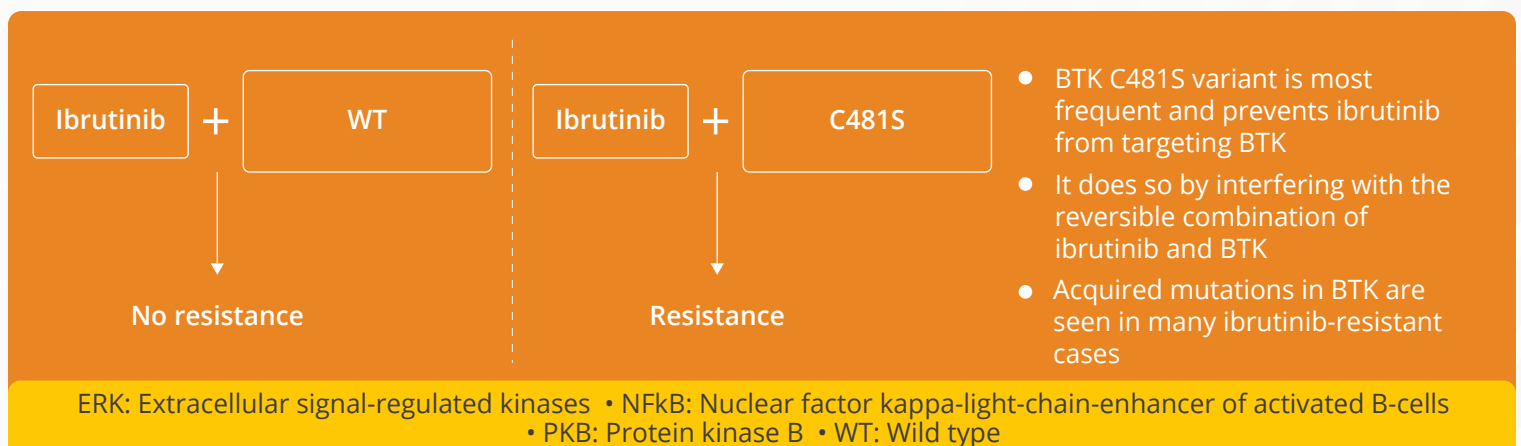 Ibrutinib + WT
No resistance
Ibrutinib + C481S
Resistance
● BTK C481S variant is most
frequent and prevents ibrutinib
from targeting BTK
● It does so by interfering with the
reversible combination of
ibrutinib and BTK
● Acquired mutations in BTK are
seen in many ibrutinib-resistant
cases
ERK: Extracellular signal-regulated kinases • NFkB: Nuclear factor kappa-light-chain-enhancer of activated B-cells
• PKB: Protein kinase B • WT: Wild type